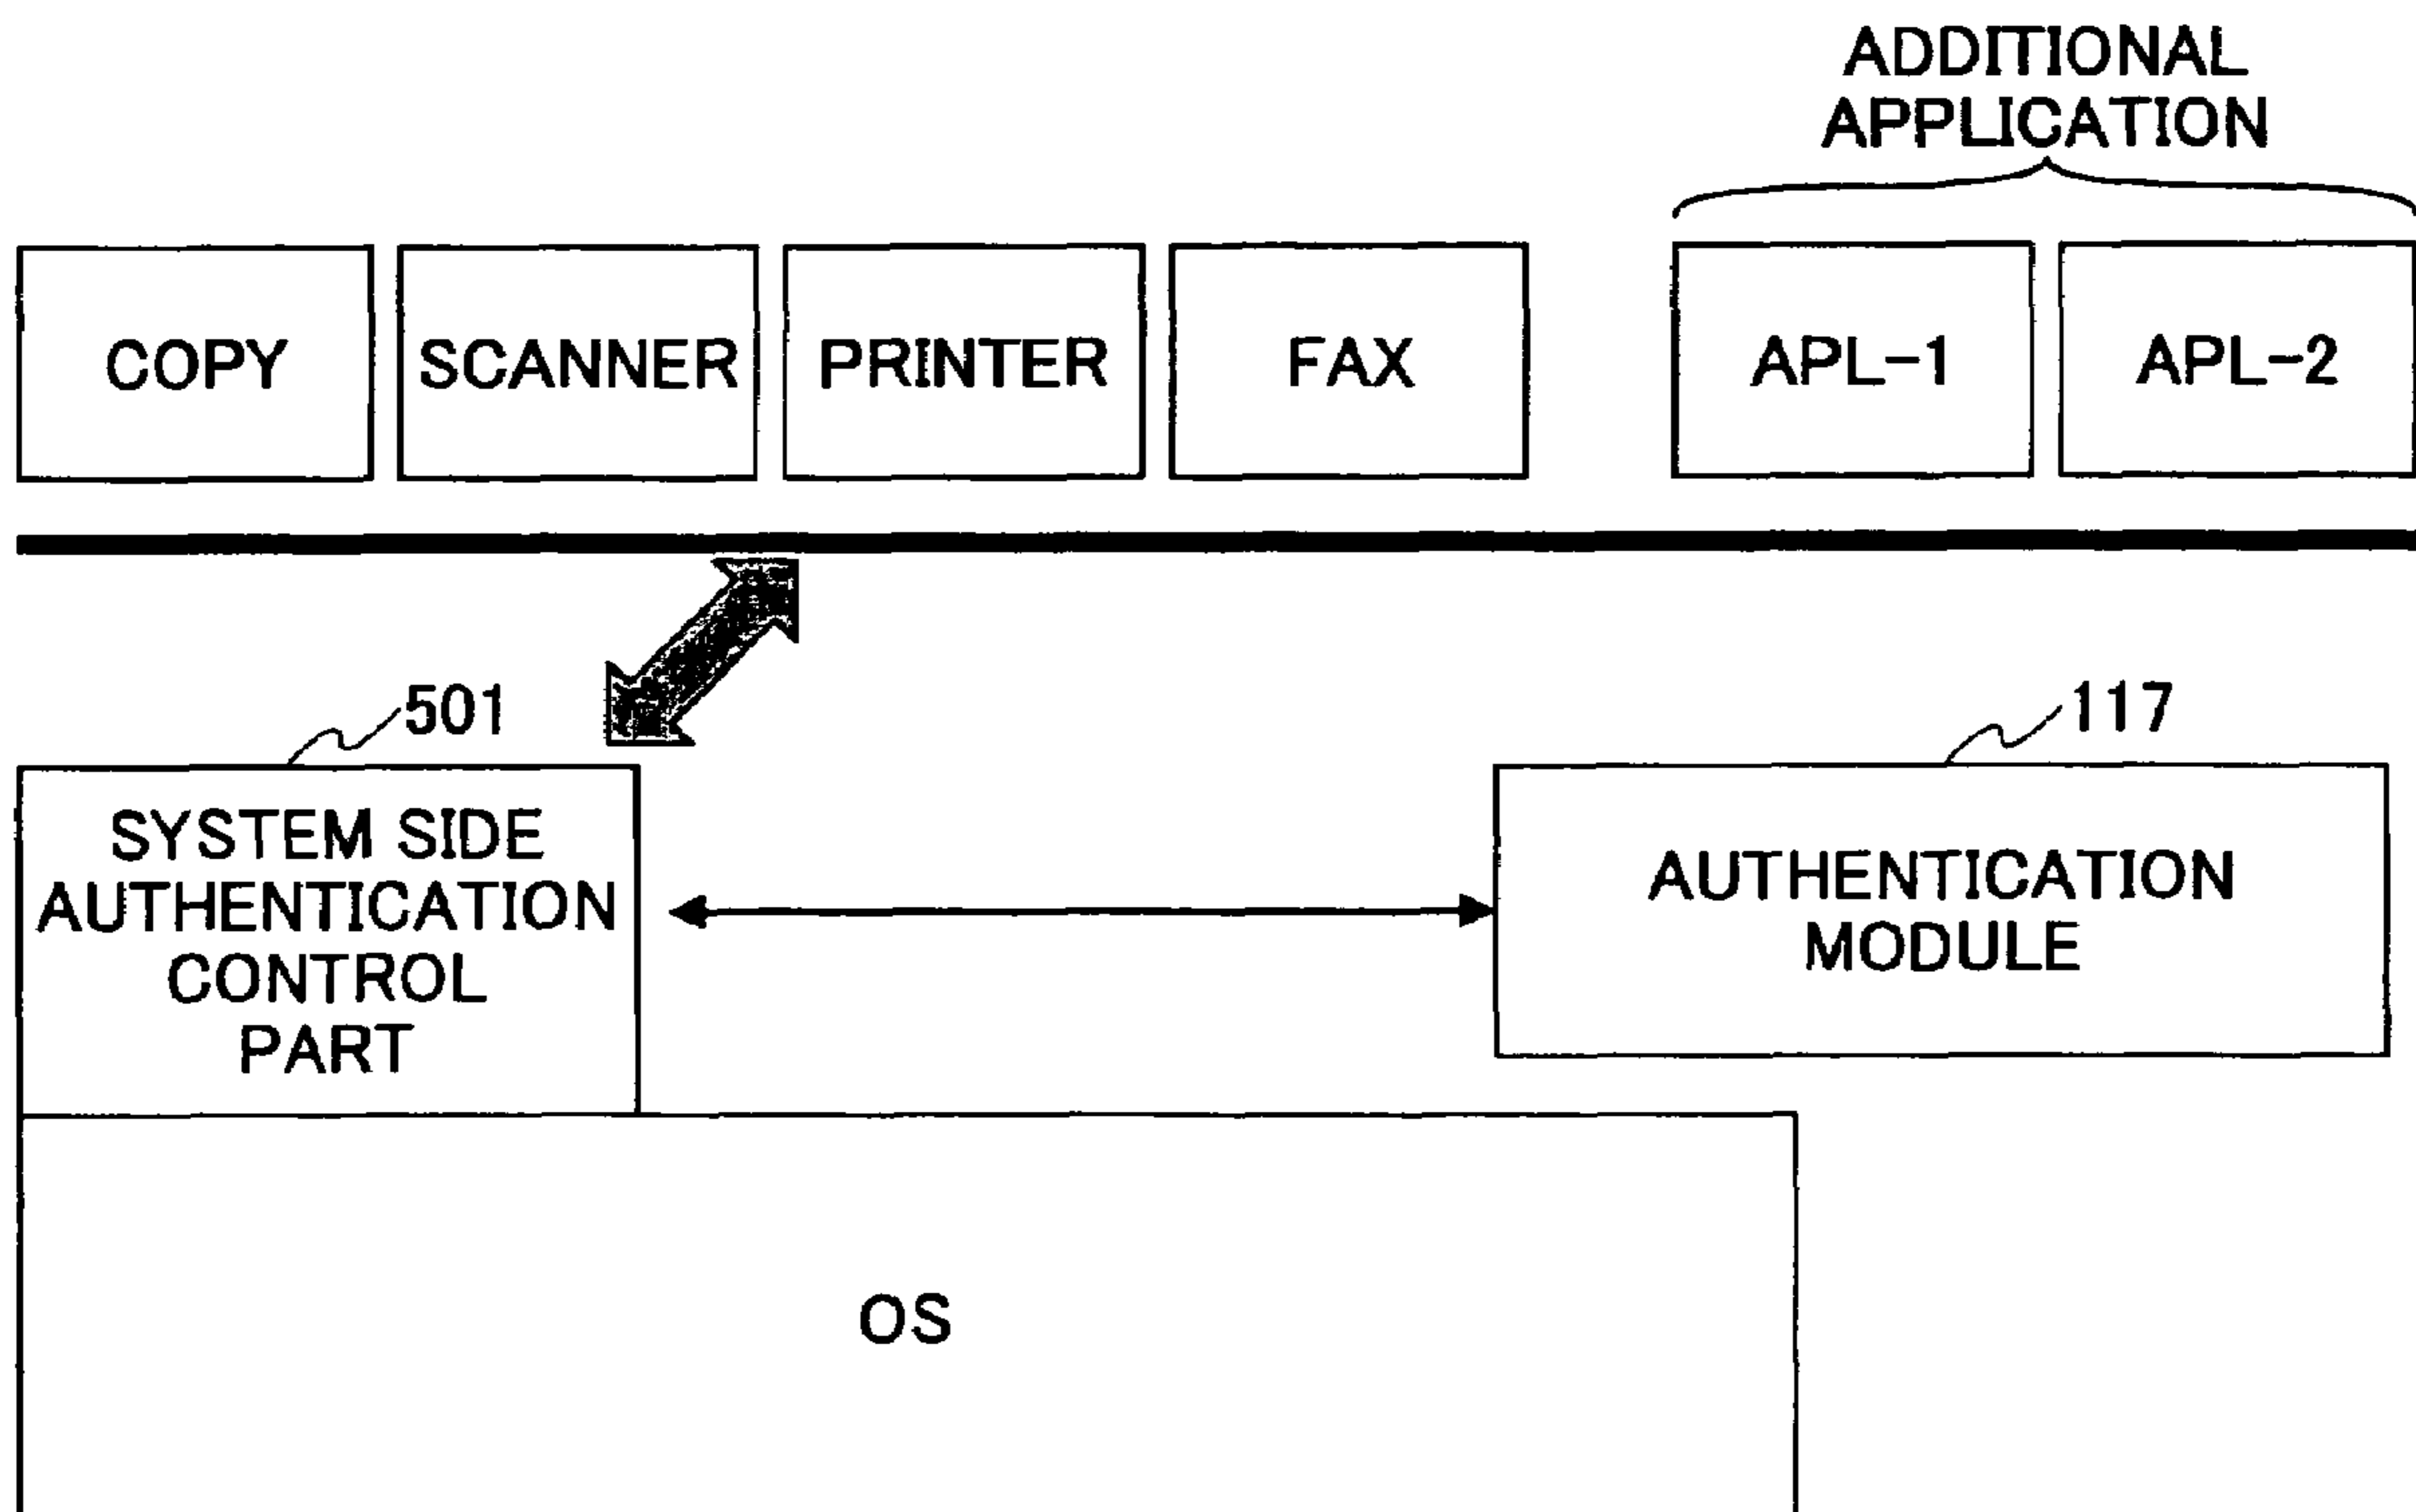 ADDITIONAL
APPLICATION
COPY
SCANNER
PRINTER
FAX
APL-1
APL-2
501
117
SYSTEM SIDE
AUTHENTICATION
CONTROL
PART
AUTHENTICATION
MODULE
OS